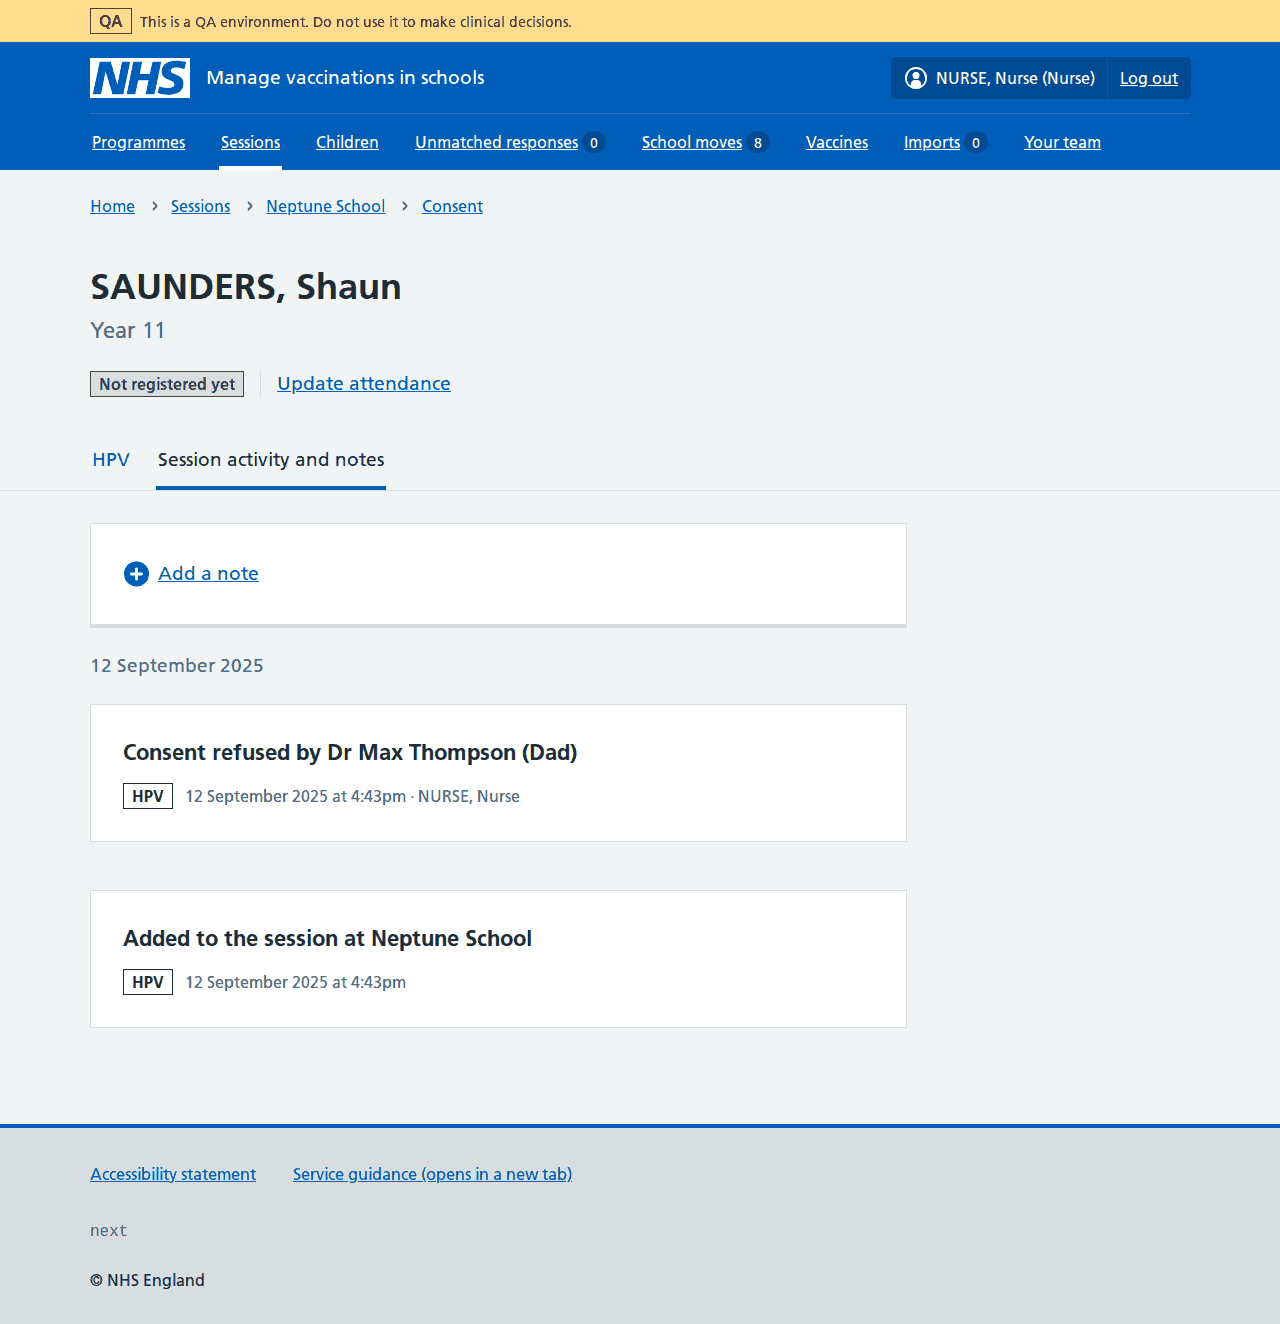 QA This is a QA environment. Do not use it to make clinical decisions.
NHS Manage vaccinations in schools NURSE, Nurse (Nurse) Log out
Programmes Sessions Children Unmatched responses 0 School moves 8 Vaccines Imports 0 Your team
Home › Sessions › Neptune School › Consent
SAUNDERS, Shaun
Year 11
Not registered yet Update attendance
HPV Session activity and notes
Add a note
12 September 2025
Consent refused by Dr Max Thompson (Dad)
HPV 12 September 2025 at 4:43pm · NURSE, Nurse
Added to the session at Neptune School
HPV 12 September 2025 at 4:43pm
Accessibility statement Service guidance (opens in a new tab)
next
© NHS England